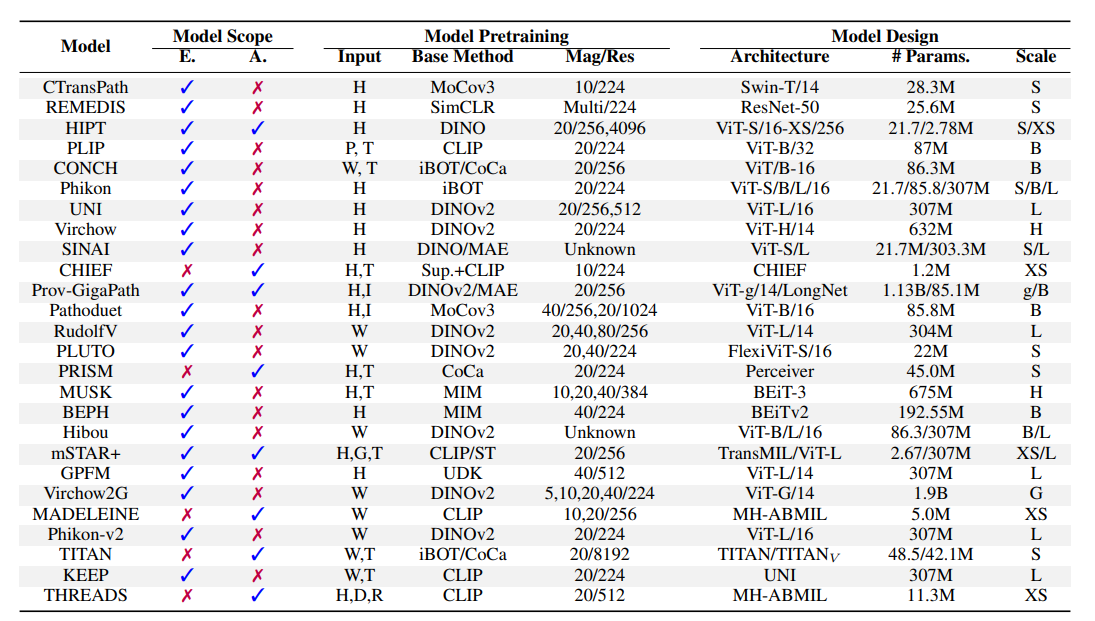 Model Model Scope Model Pretraining Model Design
E. A. Input Base Method Mag/Res Architecture # Params. Scale
CTransPath ✓ ✗ H MoCov3 10/224 Swin-T/14 28.3M S
REMEDIS ✓ ✗ H SimCLR Multi/224 ResNet-50 25.6M S
HIPT ✓ ✓ H DINO 20/256,4096 ViT-S/16-XS/256 21.7/2.78M S/XS
PLIP ✓ ✗ P, T CLIP 20/224 ViT-B/32 87M B
CONCH ✓ ✗ W, T iBOT/CoCa 20/256 ViT/B-16 86.3M B
Phikon ✓ ✗ H iBOT 20/224 ViT-S/B/L/16 21.7/85.8/307M S/B/L
UNI ✓ ✗ H DINOv2 20/256,512 ViT-L/16 307M L
Virchow ✓ ✗ H DINOv2 20/224 ViT-H/14 632M H
SINAI ✓ ✗ H DINO/MAE Unknown ViT-S/L 21.7M/303.3M S/L
CHIEF ✗ ✓ H,T Sup.+CLIP 10/224 CHIEF 1.2M XS
Prov-GigaPath ✓ ✓ H,I DINOv2/MAE 20/256 ViT-g/14/LongNet 1.13B/85.1M g/B
Pathoduet ✓ ✗ H,I MoCov3 40/256,20/1024 ViT-B/16 85.8M B
RudolfV ✓ ✗ W DINOv2 20,40,80/256 ViT-L/14 304M L
PLUTO ✓ ✗ W DINOv2 20,40/224 FlexiViT-S/16 22M S
PRISM ✗ ✓ H,T CoCa 20/224 Perceiver 45.0M S
MUSK ✓ ✗ H,T MIM 10,20,40/384 BEiT-3 675M H
BEPH ✓ ✗ H MIM 40/224 BEiTv2 192.55M B
Hibou ✓ ✗ W DINOv2 Unknown ViT-B/L/16 86.3/307M B/L
mSTAR+ ✓ ✓ H,G,T CLIP/ST 20/256 TransMIL/ViT-L 2.67/307M XS/L
GPFM ✓ ✗ H UDK 40/512 ViT-L/14 307M L
Virchow2G ✓ ✗ W DINOv2 5,10,20,40/224 ViT-G/14 1.9B G
MADELEINE ✗ ✓ W CLIP 10,20/256 MH-ABMIL 5.0M XS
Phikon-v2 ✓ ✗ W DINOv2 20/224 ViT-L/16 307M L
TITAN ✗ ✓ W,T iBOT/CoCa 20/8192 TITAN/TITANV 48.5/42.1M S
KEEP ✓ ✗ W,T CLIP 20/224 UNI 307M L
THREADS ✗ ✓ H,D,R CLIP 20/512 MH-ABMIL 11.3M XS